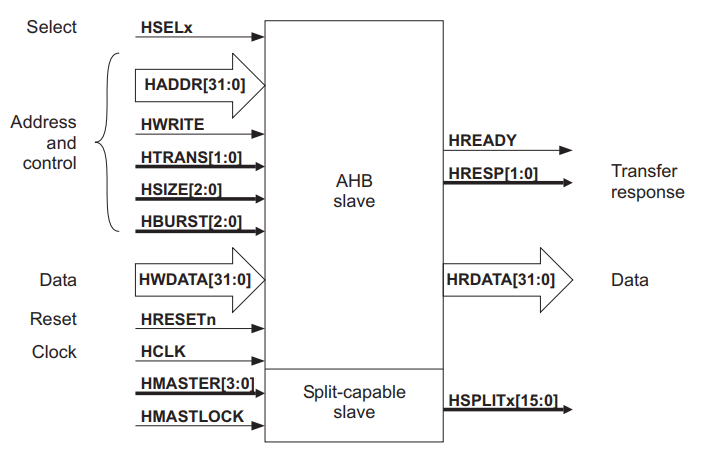 Select
HSELx
HADDR[31:0]
Address
and
control
HWRITE
HTRANS[1:0]
HSIZE[2:0]
HBURST[2:0]
Data
HWDATA[31:0]
Reset
HRESETn
Clock
HCLK
HMASTER[3:0]
HMASTLOCK
AHB
slave
Split-capable
slave
HREADY
HRESP[1:0]
Transfer
response
HRDATA[31:0]
Data
HSPLITx[15:0]